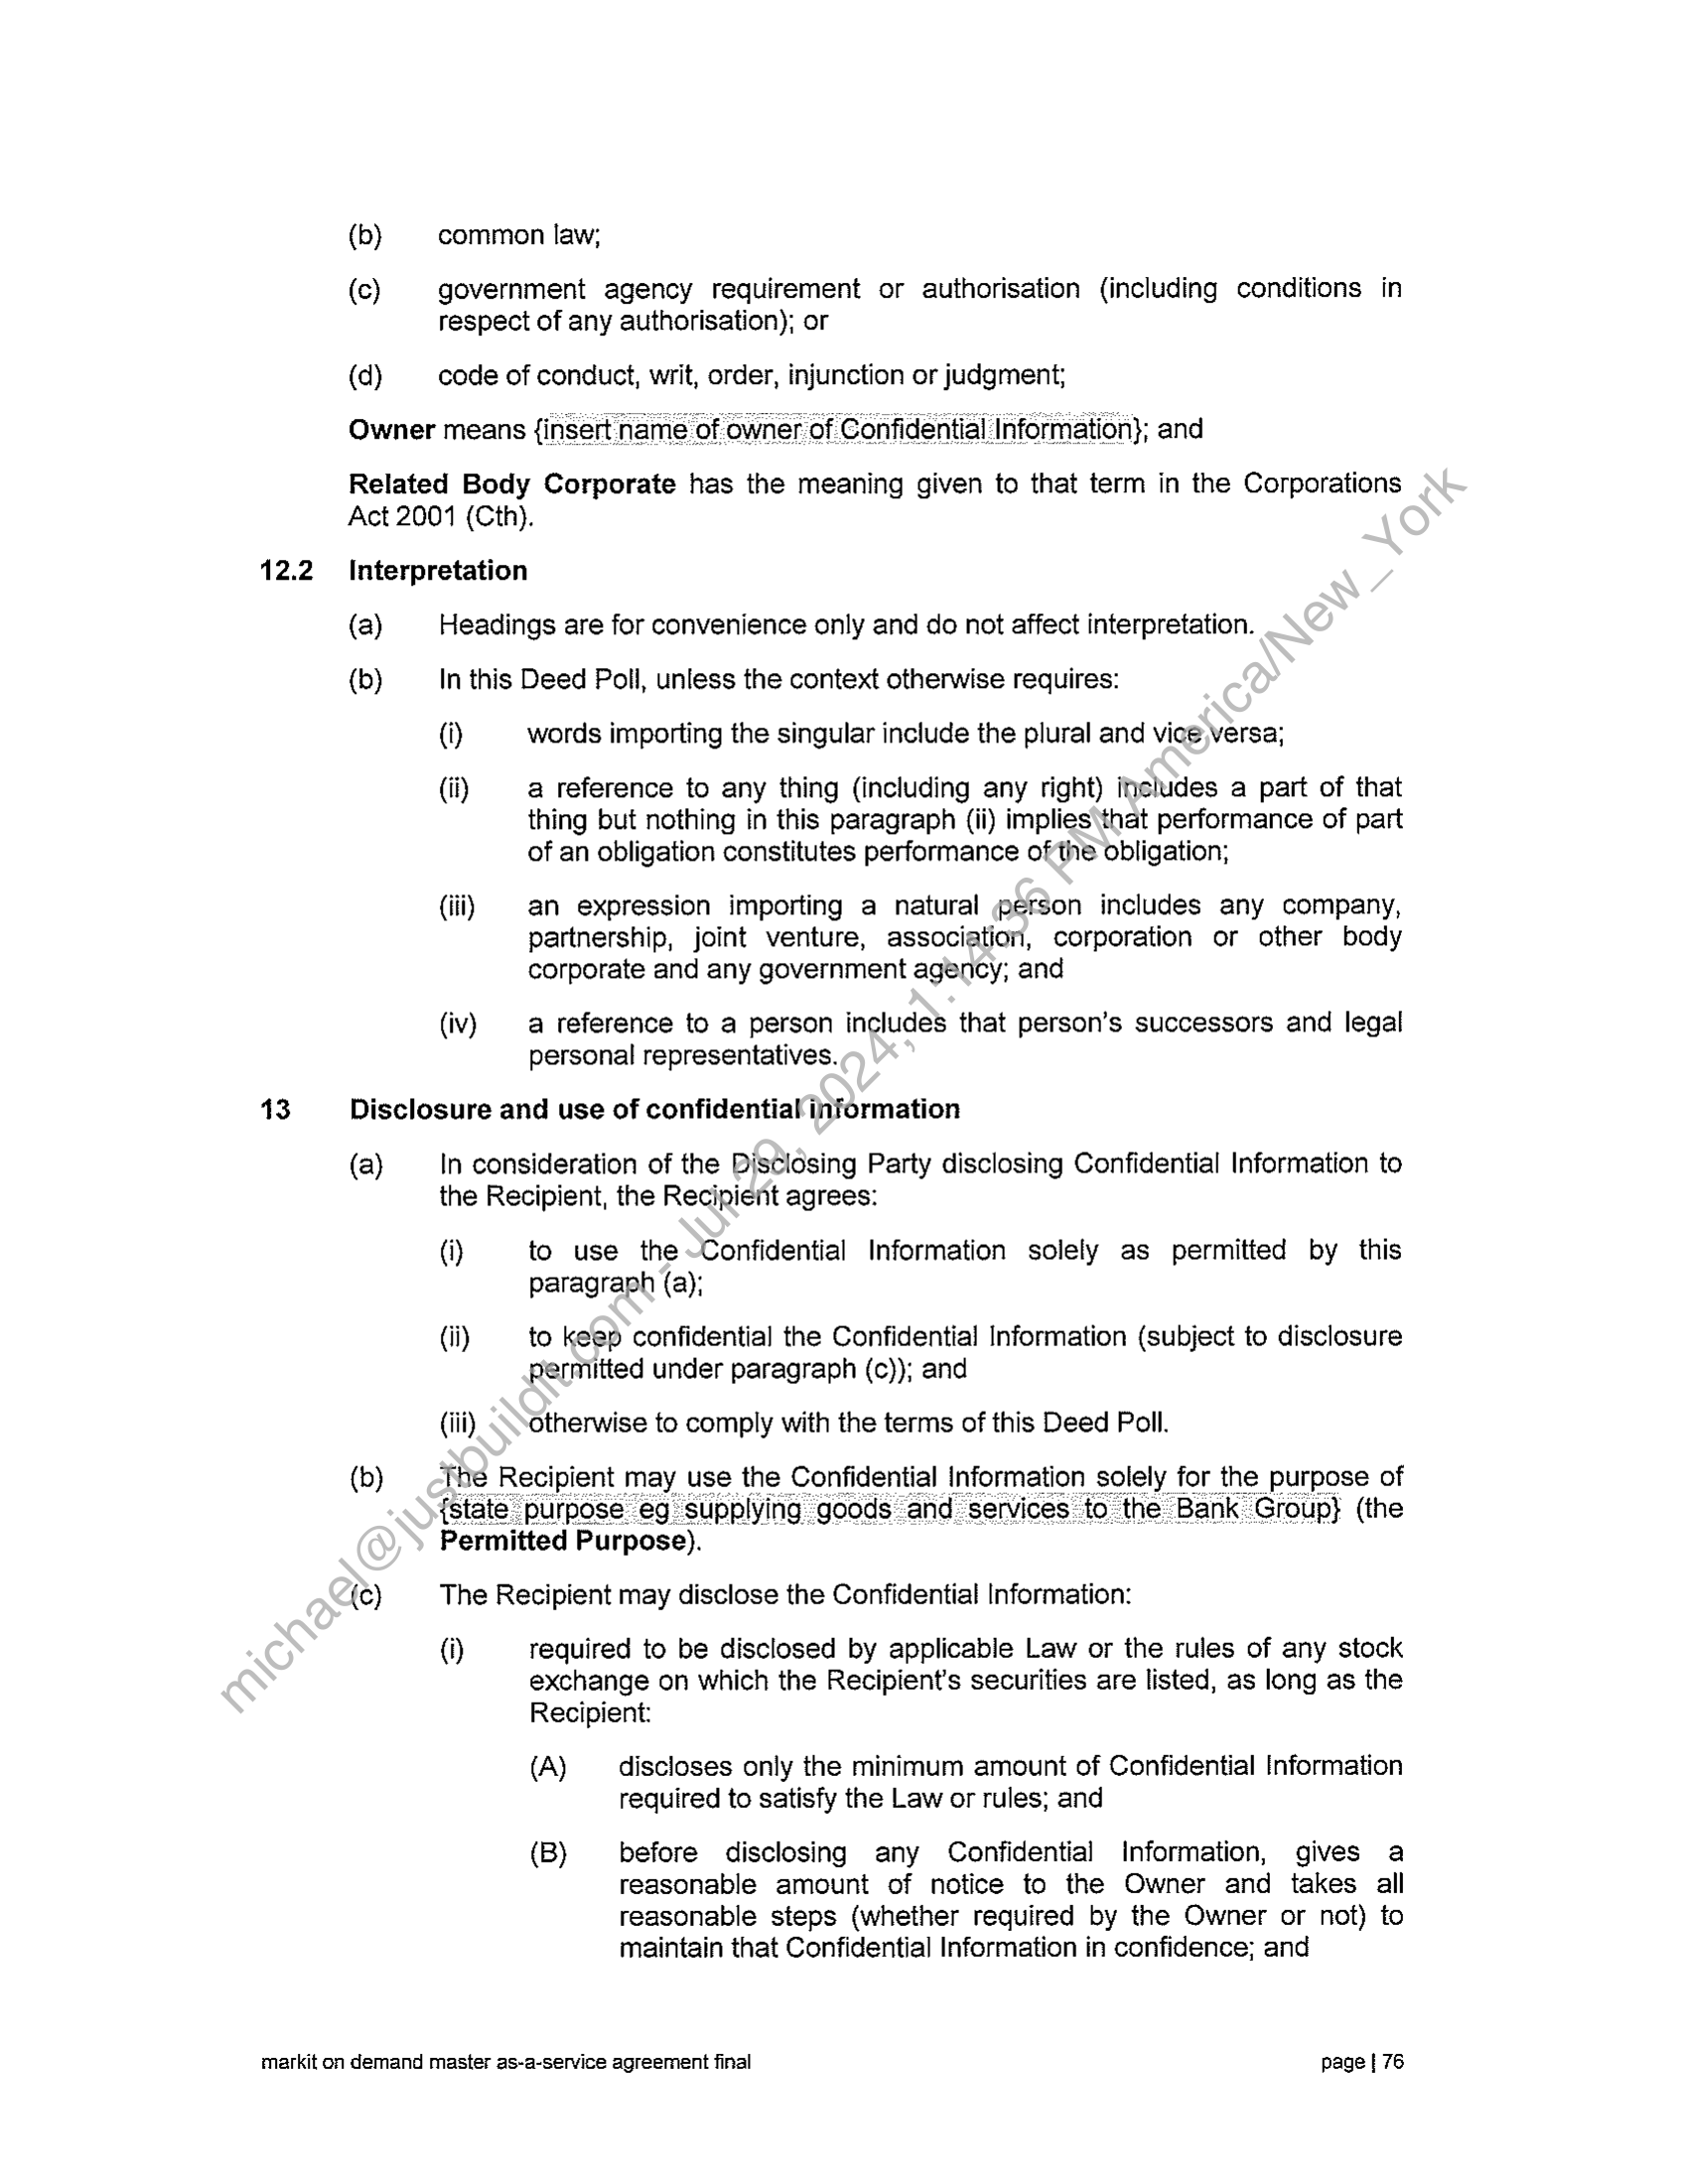 (b) common law;
(c) government agency requirement or authorisation (including conditions in
respect of any authorisation); or
(d) code of conduct, writ, order, injunction or judgment;
Owner means {insert name of owner of Confidential Information}; and
Related Body Corporate has the meaning given to that term in the Corporations
Act 2001 (Cth).
12.2 Interpretation
(a) Headings are for convenience only and do not affect interpretation.
(b) In this Deed Poll, unless the context otherwise requires:
(i) words importing the singular include the plural and vice versa;
(ii) a reference to any thing (including any right) includes a part of that
thing but nothing in this paragraph (ii) implies that performance of part
of an obligation constitutes performance of the obligation;
(iii) an expression importing a natural person includes any company,
partnership, joint venture, association, corporation or other body
corporate and any government agency; and
(iv) a reference to a person includes that person's successors and legal
personal representatives.
13 Disclosure and use of confidential information
(a) In consideration of the Disclosing Party disclosing Confidential Information to
the Recipient, the Recipient agrees:
(i) to use the Confidential Information solely as permitted by this
paragraph (a);
(ii) to keep confidential the Confidential Information (subject to disclosure
permitted under paragraph (c)); and
(iii) otherwise to comply with the terms of this Deed Poll.
(b) The Recipient may use the Confidential Information solely for the purpose of
{state purpose eg supplying goods and services to the Bank Group} (the
Permitted Purpose).
(c) The Recipient may disclose the Confidential Information:
(i) required to be disclosed by applicable Law or the rules of any stock
exchange on which the Recipient's securities are listed, as long as the
Recipient:
(A) discloses only the minimum amount of Confidential Information
required to satisfy the Law or rules; and
(B) before disclosing any Confidential Information, gives a
reasonable amount of notice to the Owner and takes all
reasonable steps (whether required by the Owner or not) to
maintain that Confidential Information in confidence; and
markit on demand master as-a-service agreement final page | 76
michael@justbuildit.com - Jul 29, 2024, 1:14:36 PM America/New_York